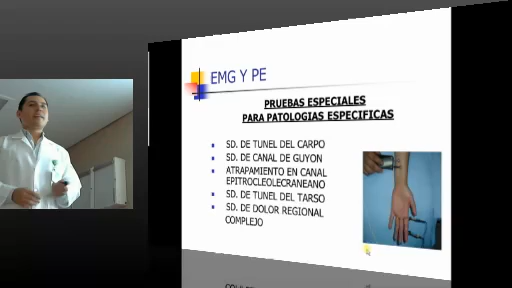 EMG Y PE
PRUEBAS ESPECIALES
PARA PATOLOGIAS ESPECIFICAS
SD. DE TUNEL DEL CARPO
SD. DE CANAL DE GUYON
ATRAPAMIENTO EN CANAL
EPITROCLEOLECRANEANO
SD. DE TUNEL DEL TARSO
SD. DE DOLOR REGIONAL
COMPLEJO